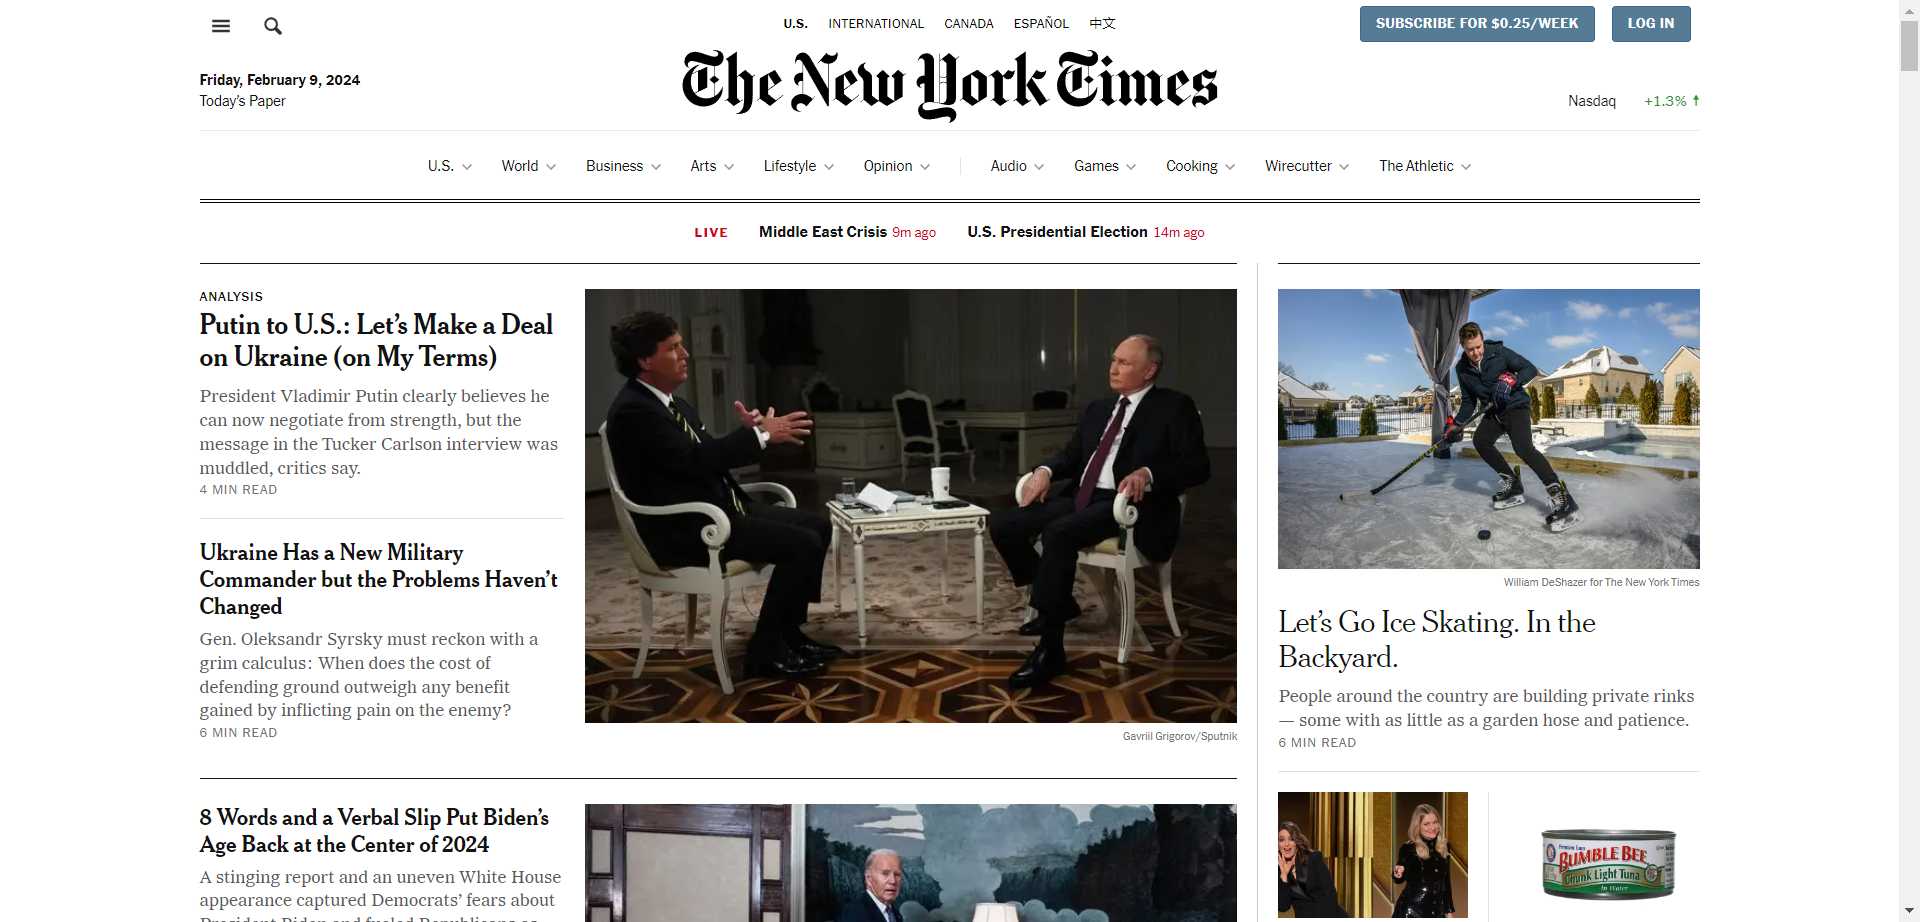 U.S. INTERNATIONAL CANADA ESPAÑOL 中文
SUBSCRIBE FOR $0.25/WEEK
LOG IN
Friday, February 9, 2024
Today's Paper
The New York Times
Nasdaq +1.3%
U.S. World Business Arts Lifestyle Opinion Audio Games Cooking Wirecutter The Athletic
LIVE Middle East Crisis 9m ago U.S. Presidential Election 14m ago
ANALYSIS
Putin to U.S.: Let's Make a Deal
on Ukraine (on My Terms)
President Vladimir Putin clearly believes he
can now negotiate from strength, but the
message in the Tucker Carlson interview was
muddled, critics say.
4 MIN READ
Ukraine Has a New Military
Commander but the Problems Haven't
Changed
Gen. Oleksandr Syrsky must reckon with a
grim calculus: When does the cost of
defending ground outweigh any benefit
gained by inflicting pain on the enemy?
6 MIN READ
Gavriil Grigorov/Sputnik
8 Words and a Verbal Slip Put Biden's
Age Back at the Center of 2024
A stinging report and an uneven White House
appearance captured Democrats' fears about
President Biden and fueled Republicans as
William DeShazer for The New York Times
Let's Go Ice Skating. In the
Backyard.
People around the country are building private rinks
— some with as little as a garden hose and patience.
6 MIN READ
BUMBLE BEE
Chunk Light Tuna
In Water